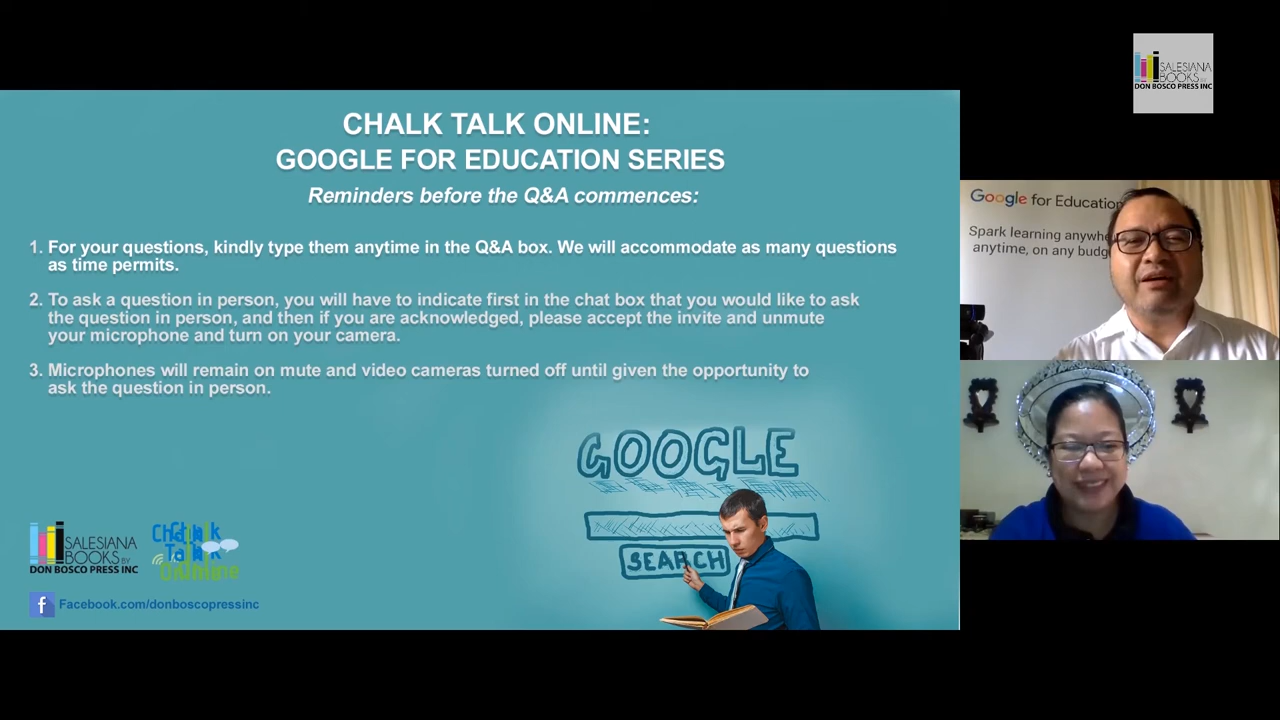 SALESIANA
BOOKS BY
DON BOSCO PRESS INC
CHALK TALK ONLINE:
GOOGLE FOR EDUCATION SERIES
Reminders before the Q&A commences:
1. For your questions, kindly type them anytime in the Q&A box. We will accommodate as many questions
as time permits.
2. To ask a question in person, you will have to indicate first in the chat box that you would like to ask
the question in person, and then if you are acknowledged, please accept the invite and unmute
your microphone and turn on your camera.
3. Microphones will remain on mute and video cameras turned off until given the opportunity to
ask the question in person.
GOOGLE
SEARCH
SALESIANA
BOOKS BY
DON BOSCO PRESS INC
Chalk
Talk
Online
Facebook.com/donboscopressinc
Google for Education
Spark learning anywhe
anytime, on any budg